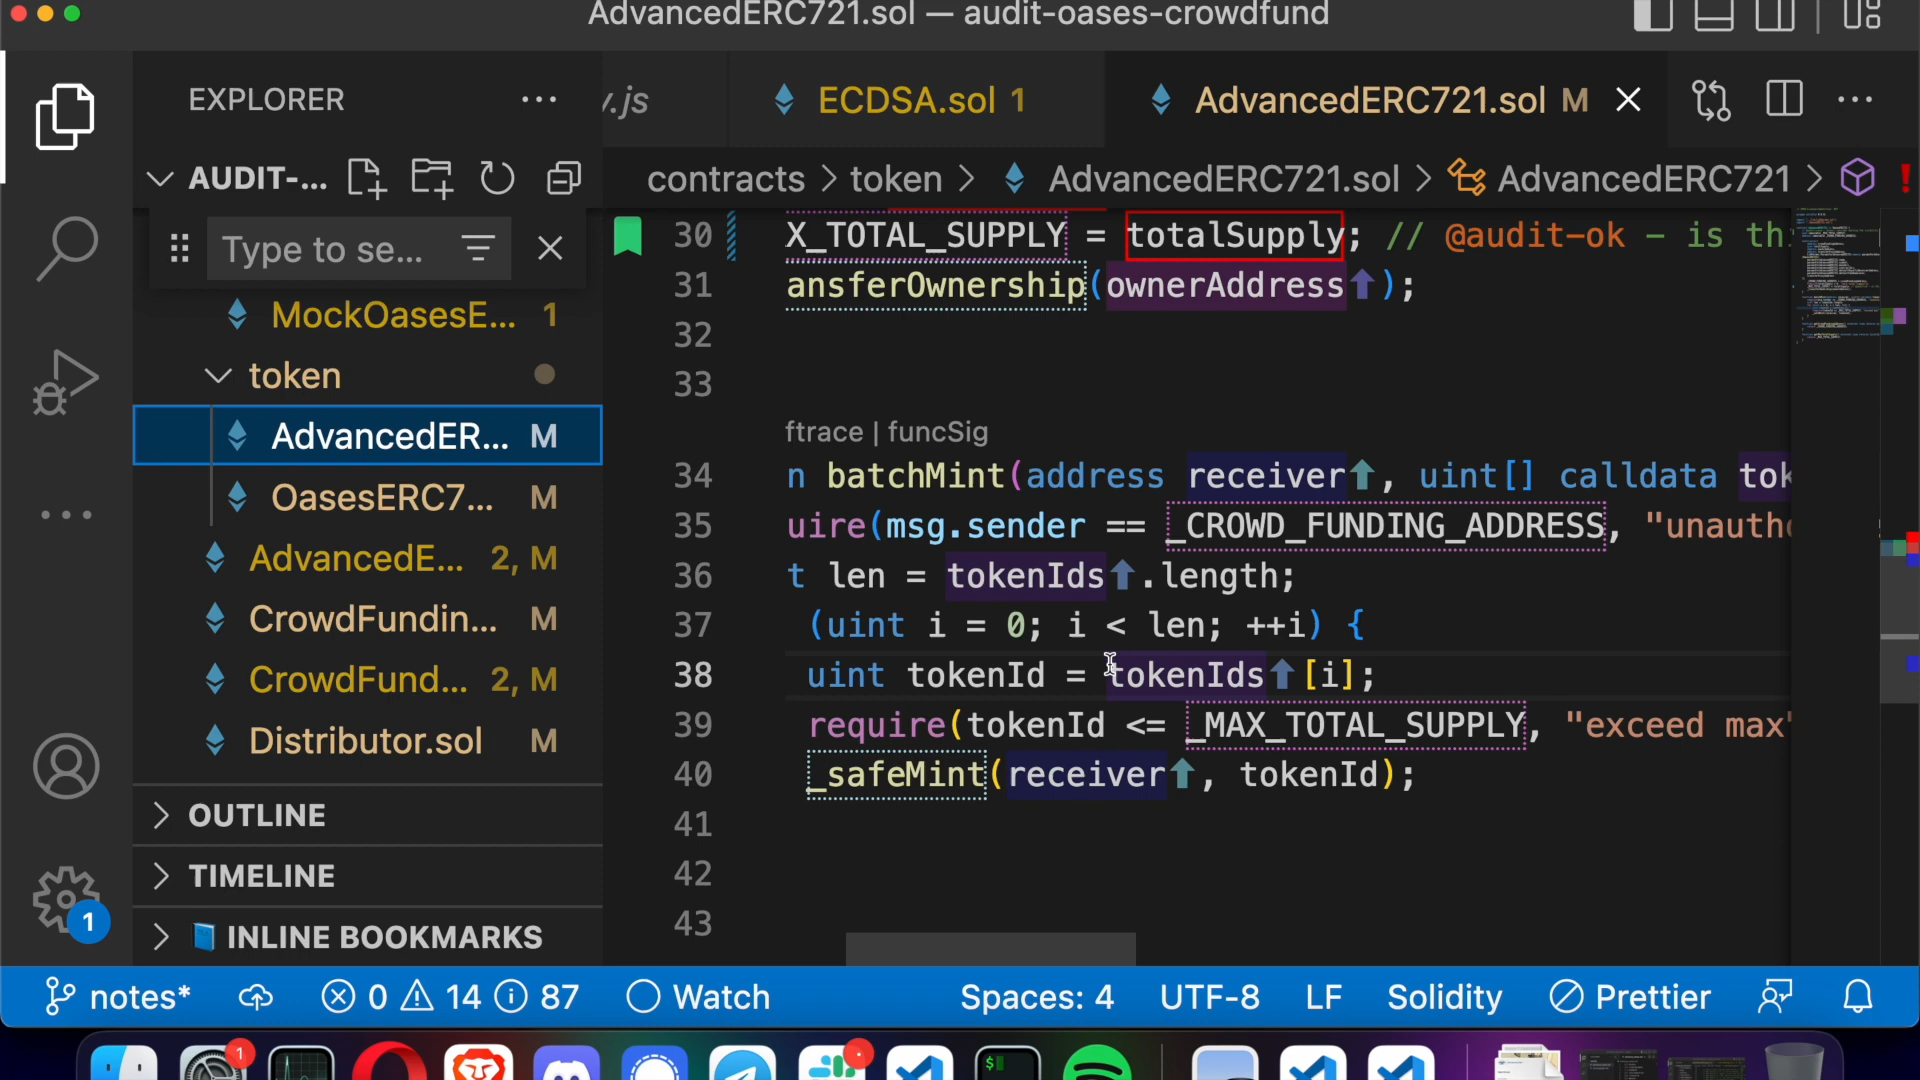 AdvancedERC721.sol — audit-oases-crowdfund
EXPLORER
.js
ECDSA.sol 1
AdvancedERC721.sol M
AUDIT-...
contracts > token > AdvancedERC721.sol > AdvancedERC721 >
Type to se...
MockOasesE... 1
token
AdvancedER... M
OasesERC7... M
AdvancedE... 2, M
CrowdFundin... M
CrowdFund... 2, M
Distributor.sol M
OUTLINE
TIMELINE
INLINE BOOKMARKS
30 X_TOTAL_SUPPLY = totalSupply; // @audit-ok – is thi
31 ansferOwnership(ownerAddress⬆);
32
33
ftrace | funcSig
34 n batchMint(address receiver⬆, uint[] calldata tok
35 uire(msg.sender == _CROWD_FUNDING_ADDRESS, "unautho
36 t len = tokenIds⬆.length;
37 (uint i = 0; i < len; ++i) {
38 uint tokenId = tokenIds⬆[i];
39 require(tokenId <= _MAX_TOTAL_SUPPLY, "exceed max"
40 _safeMint(receiver⬆, tokenId);
41
42
43
1
notes* 0 14 87 Watch Spaces: 4 UTF-8 LF Solidity Prettier
1